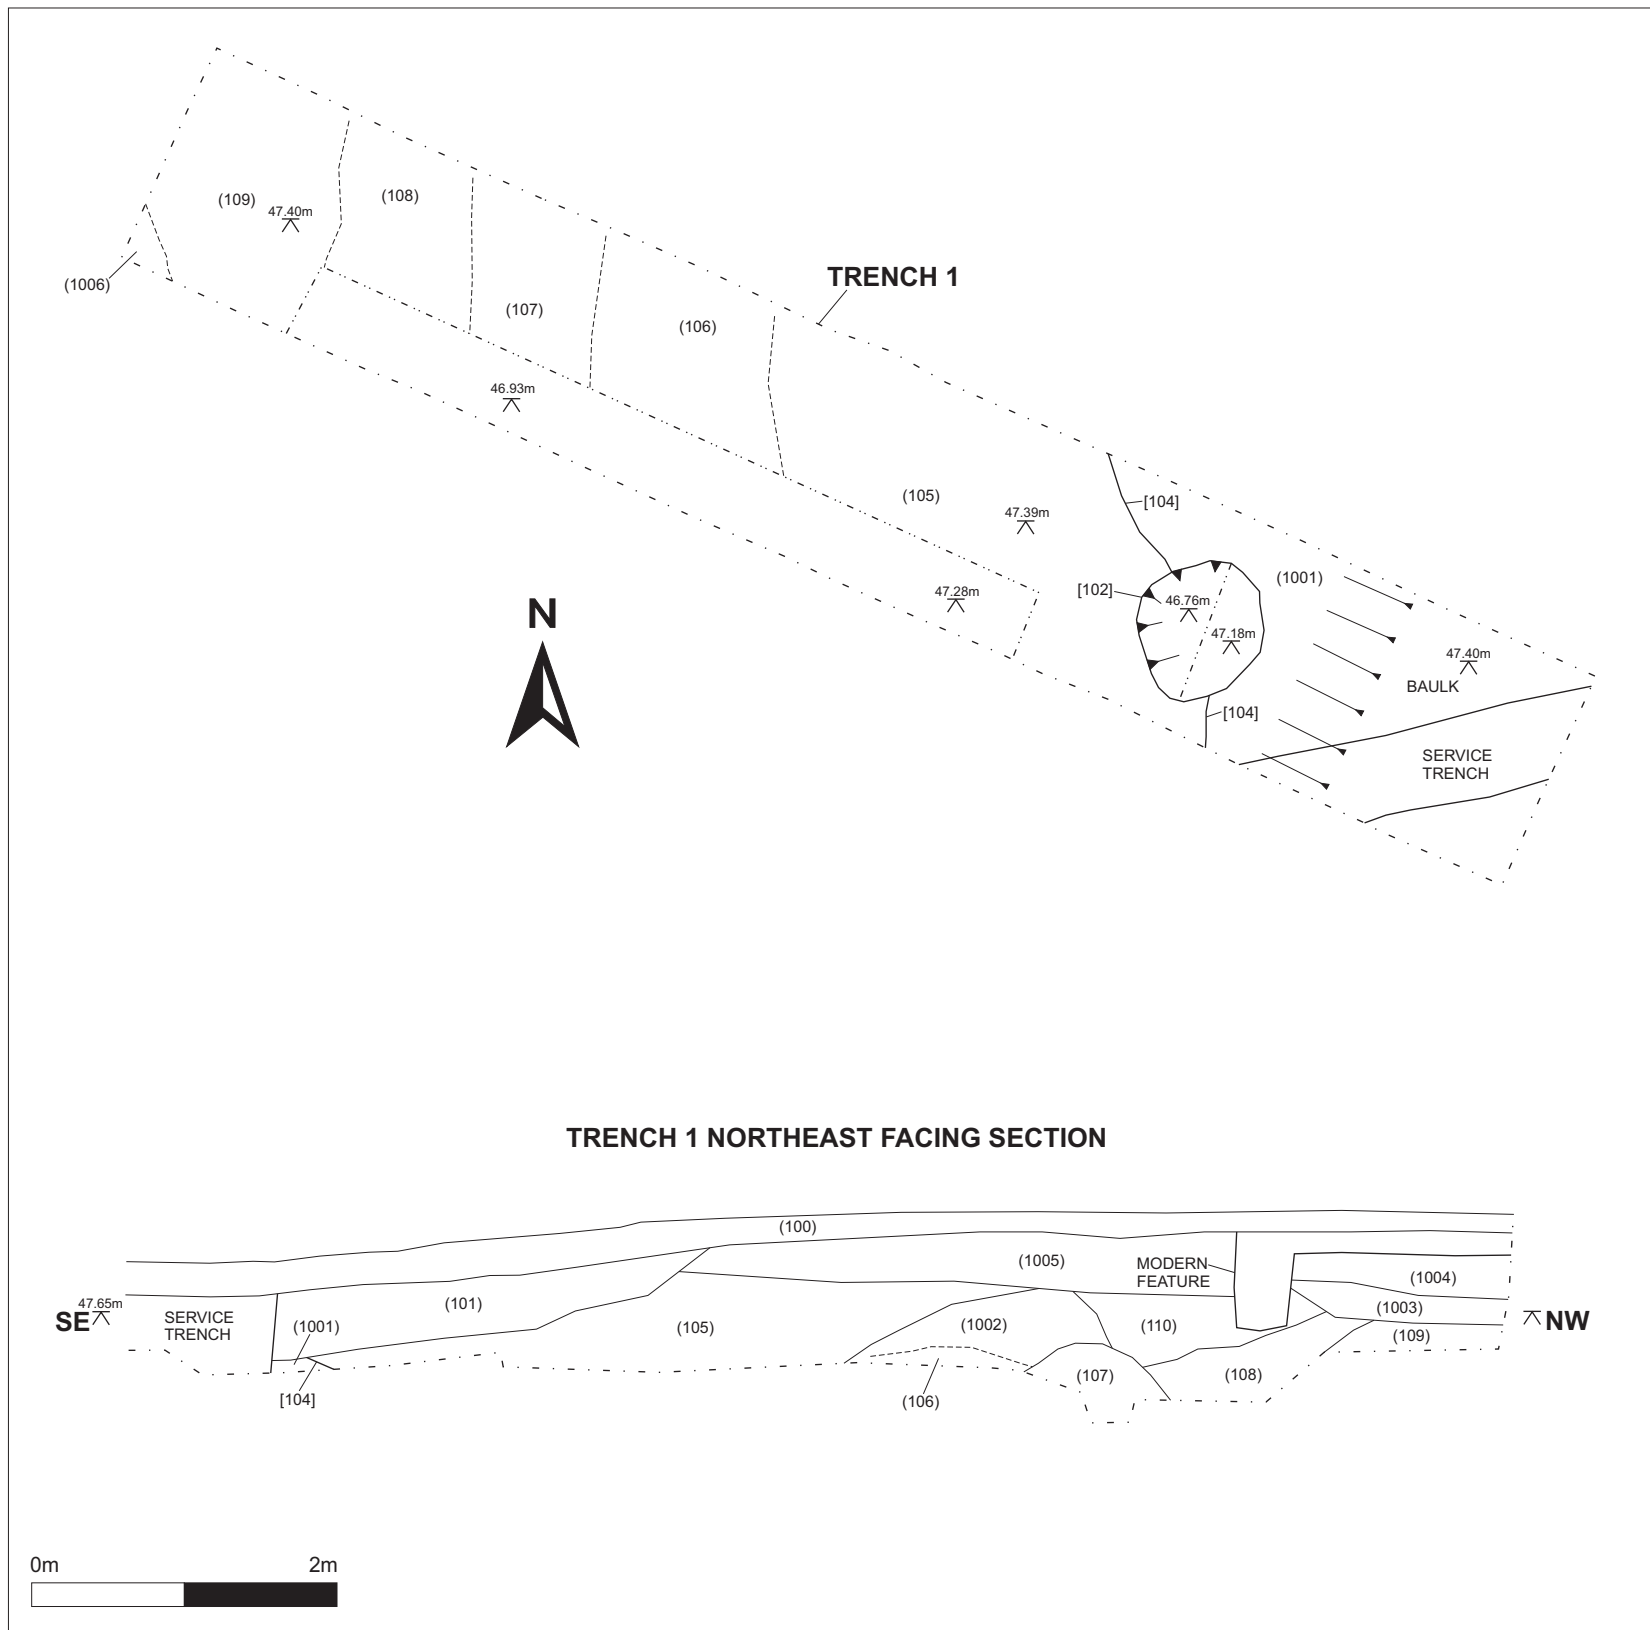 (109)
47.40m
(108)
(1006)
(107)
(106)
TRENCH 1
46.93m
(105)
47.39m
[104]
47.28m
[102]
(1001)
46.76m
47.18m
47.40m
BAULK
[104]
SERVICE
TRENCH
N
TRENCH 1 NORTHEAST FACING SECTION
(100)
(1005)
MODERN
FEATURE
(1004)
47.65m
SE
SERVICE
TRENCH
(101)
(1001)
(105)
(1002)
(110)
(1003)
(109)
NW
[104]
(106)
(107)
(108)
0m
2m